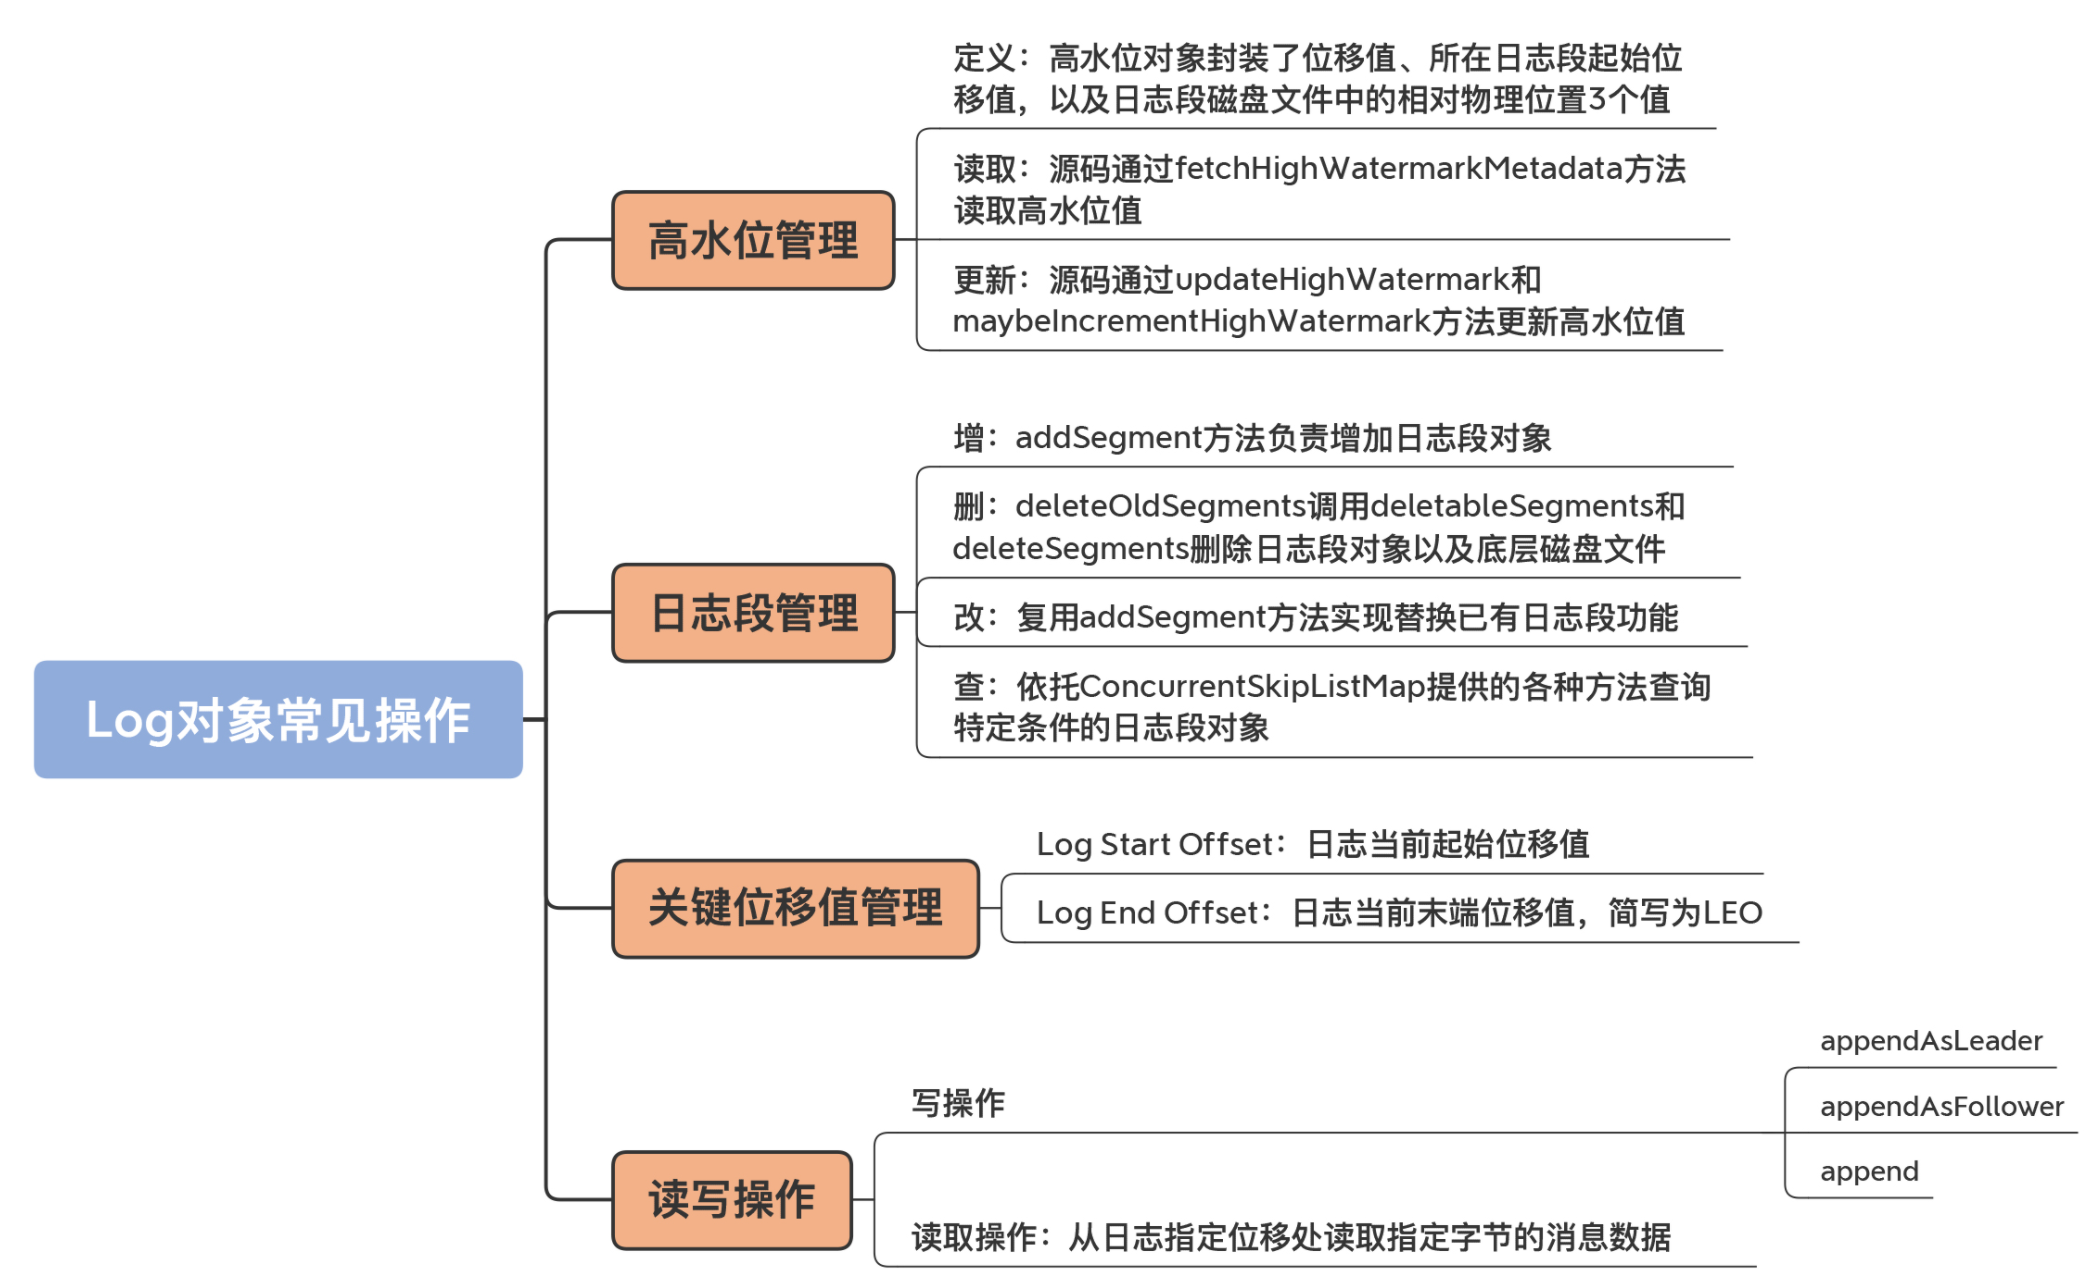 Log对象常见操作
高水位管理
定义：高水位对象封装了位移值、所在日志段起始位
移值，以及日志段磁盘文件中的相对物理位置3个值
读取：源码通过fetchHighWatermarkMetadata方法
读取高水位值
更新：源码通过updateHighWatermark和
maybeIncrementHighWatermark方法更新高水位值
日志段管理
增：addSegment方法负责增加日志段对象
删：deleteOldSegments调用deletableSegments和
deleteSegments删除日志段对象以及底层磁盘文件
改：复用addSegment方法实现替换已有日志段功能
查：依托ConcurrentSkipListMap提供的各种方法查询
特定条件的日志段对象
关键位移值管理
Log Start Offset：日志当前起始位移值
Log End Offset：日志当前末端位移值，简写为LEO
读写操作
写操作
appendAsLeader
appendAsFollower
append
读取操作：从日志指定位移处读取指定字节的消息数据